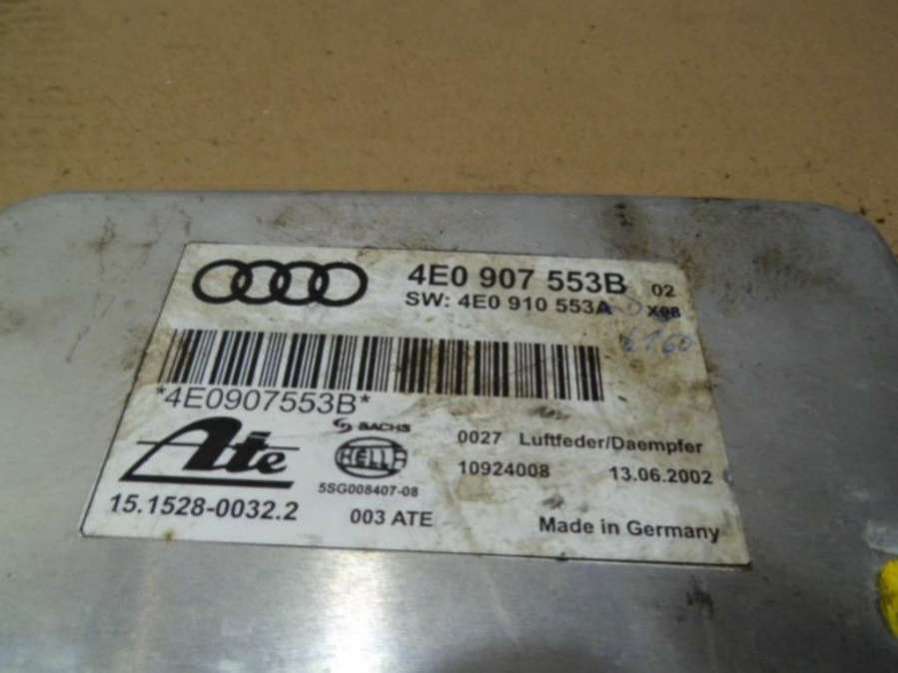 4E0 907 553B 02
SW: 4E0 910 553A X08
*4E0907553B*
Ate
SACHS
HELLA
5SG008407-08
15.1528-0032.2
003 ATE
0027 Luftfeder/Daempfer
10924008 13.06.2002
Made in Germany